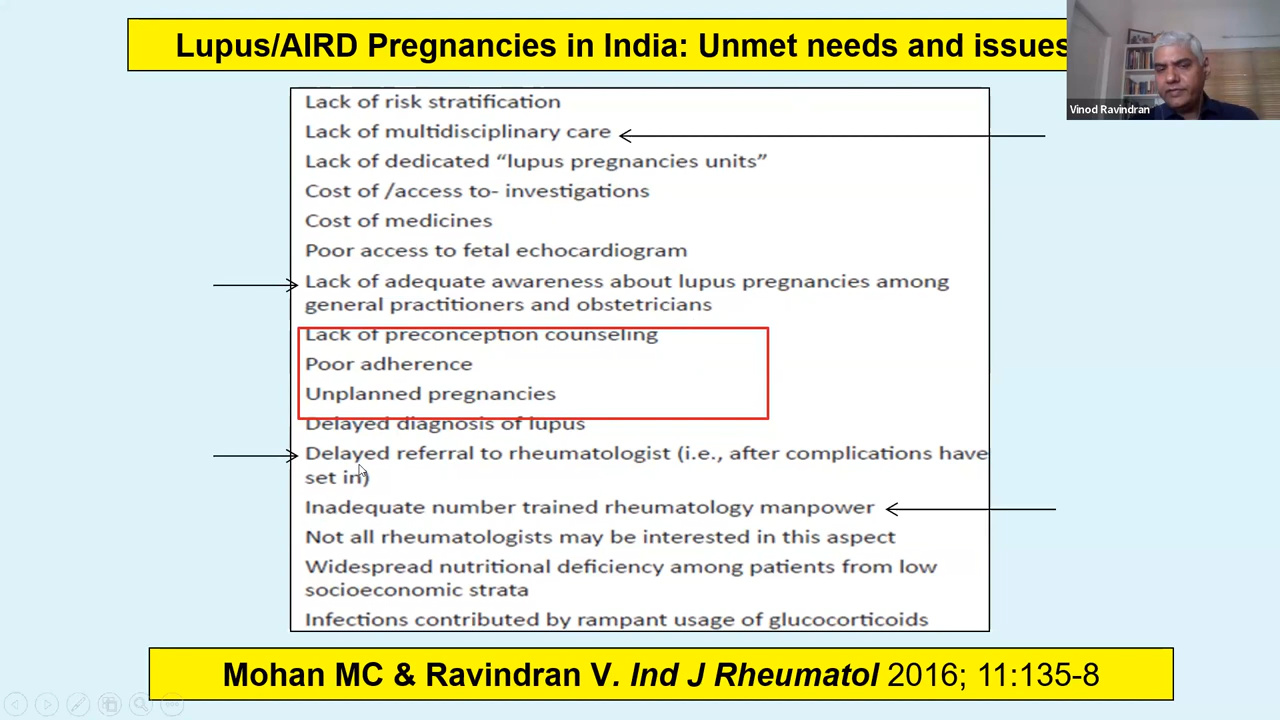 Lupus/AIRD Pregnancies in India: Unmet needs and issues
Vinod Ravindran
Lack of risk stratification
Lack of multidisciplinary care
Lack of dedicated “lupus pregnancies units”
Cost of /access to- investigations
Cost of medicines
Poor access to fetal echocardiogram
Lack of adequate awareness about lupus pregnancies among
general practitioners and obstetricians
Lack of preconception counseling
Poor adherence
Unplanned pregnancies
Delayed diagnosis of lupus
Delayed referral to rheumatologist (i.e., after complications have
set in)
Inadequate number trained rheumatology manpower
Not all rheumatologists may be interested in this aspect
Widespread nutritional deficiency among patients from low
socioeconomic strata
Infections contributed by rampant usage of glucocorticoids
Mohan MC & Ravindran V. Ind J Rheumatol 2016; 11:135-8